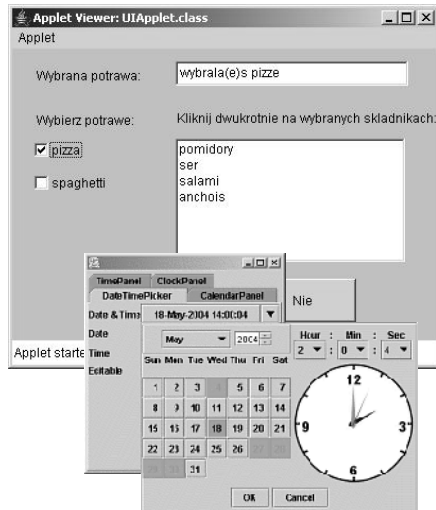 Applet Viewer: UIApplet.class
Applet
Wybrana potrawa:
wybrala(e)s pizze
Wybierz potrawe:
Kliknij dwukrotnie na wybranych skladnikach:
pizza
spaghetti
pomidory
ser
salami
anchois
Nie
Applet starte
TimePanel ClockPanel
DateTimePicker CalendarPanel
Date & Time
18-May-2004 14:00:04
Date
Time
Editable
May 2004
Hour : Min : Sec
2 : 0 : 4
Sun Mon Tue Wed Thu Fri Sat
1 2 3 4 5 6 7
8 9 10 11 12 13 14
15 16 17 18 19 20 21
22 23 24 25 26
31
12
3
6
9
OK Cancel